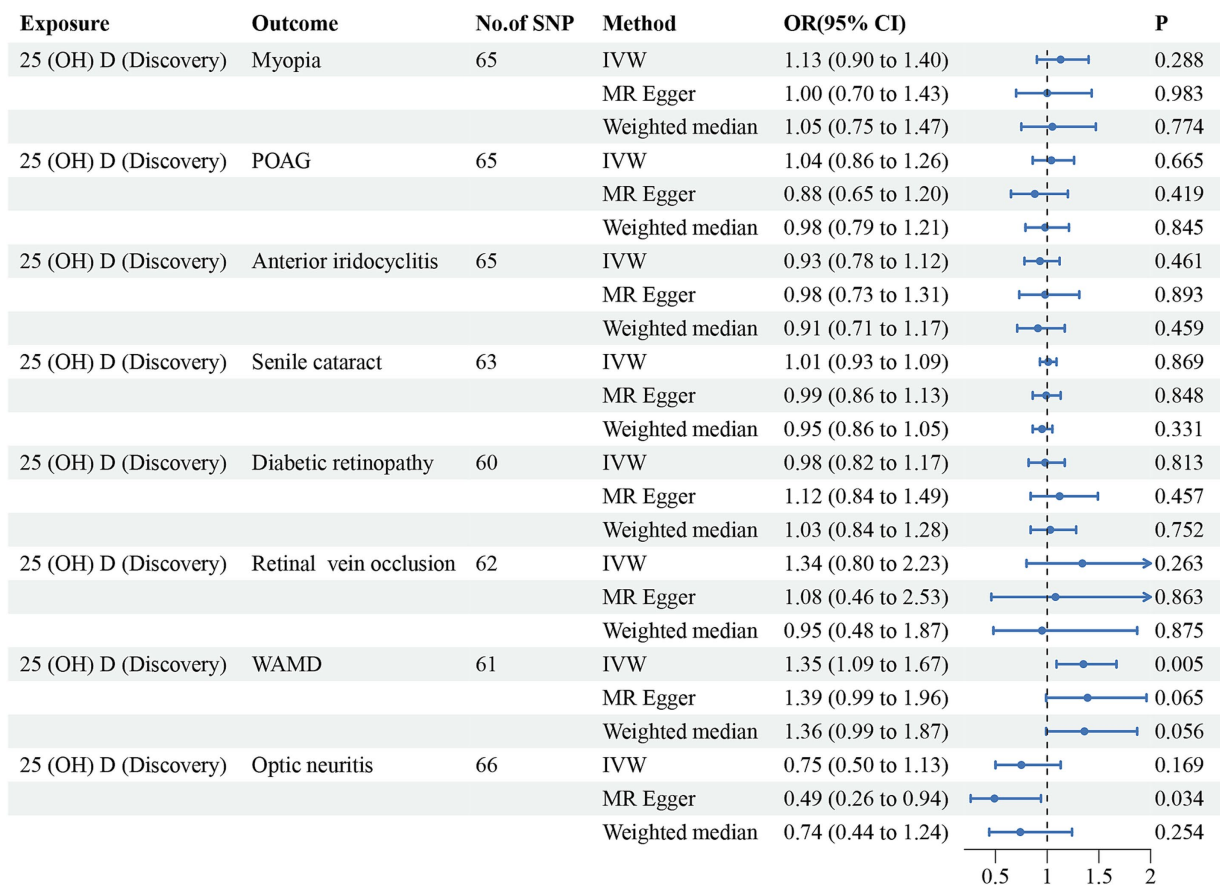 Exposure Outcome No.of SNP Method OR(95% CI) P
25 (OH) D (Discovery) Myopia 65 IVW 1.13 (0.90 to 1.40) 0.288
MR Egger 1.00 (0.70 to 1.43) 0.983
Weighted median 1.05 (0.75 to 1.47) 0.774
25 (OH) D (Discovery) POAG 65 IVW 1.04 (0.86 to 1.26) 0.665
MR Egger 0.88 (0.65 to 1.20) 0.419
Weighted median 0.98 (0.79 to 1.21) 0.845
25 (OH) D (Discovery) Anterior iridocyclitis 65 IVW 0.93 (0.78 to 1.12) 0.461
MR Egger 0.98 (0.73 to 1.31) 0.893
Weighted median 0.91 (0.71 to 1.17) 0.459
25 (OH) D (Discovery) Senile cataract 63 IVW 1.01 (0.93 to 1.09) 0.869
MR Egger 0.99 (0.86 to 1.13) 0.848
Weighted median 0.95 (0.86 to 1.05) 0.331
25 (OH) D (Discovery) Diabetic retinopathy 60 IVW 0.98 (0.82 to 1.17) 0.813
MR Egger 1.12 (0.84 to 1.49) 0.457
Weighted median 1.03 (0.84 to 1.28) 0.752
25 (OH) D (Discovery) Retinal vein occlusion 62 IVW 1.34 (0.80 to 2.23) 0.263
MR Egger 1.08 (0.46 to 2.53) 0.863
Weighted median 0.95 (0.48 to 1.87) 0.875
25 (OH) D (Discovery) WAMD 61 IVW 1.35 (1.09 to 1.67) 0.005
MR Egger 1.39 (0.99 to 1.96) 0.065
Weighted median 1.36 (0.99 to 1.87) 0.056
25 (OH) D (Discovery) Optic neuritis 66 IVW 0.75 (0.50 to 1.13) 0.169
MR Egger 0.49 (0.26 to 0.94) 0.034
Weighted median 0.74 (0.44 to 1.24) 0.254
0.5 1 1.5 2